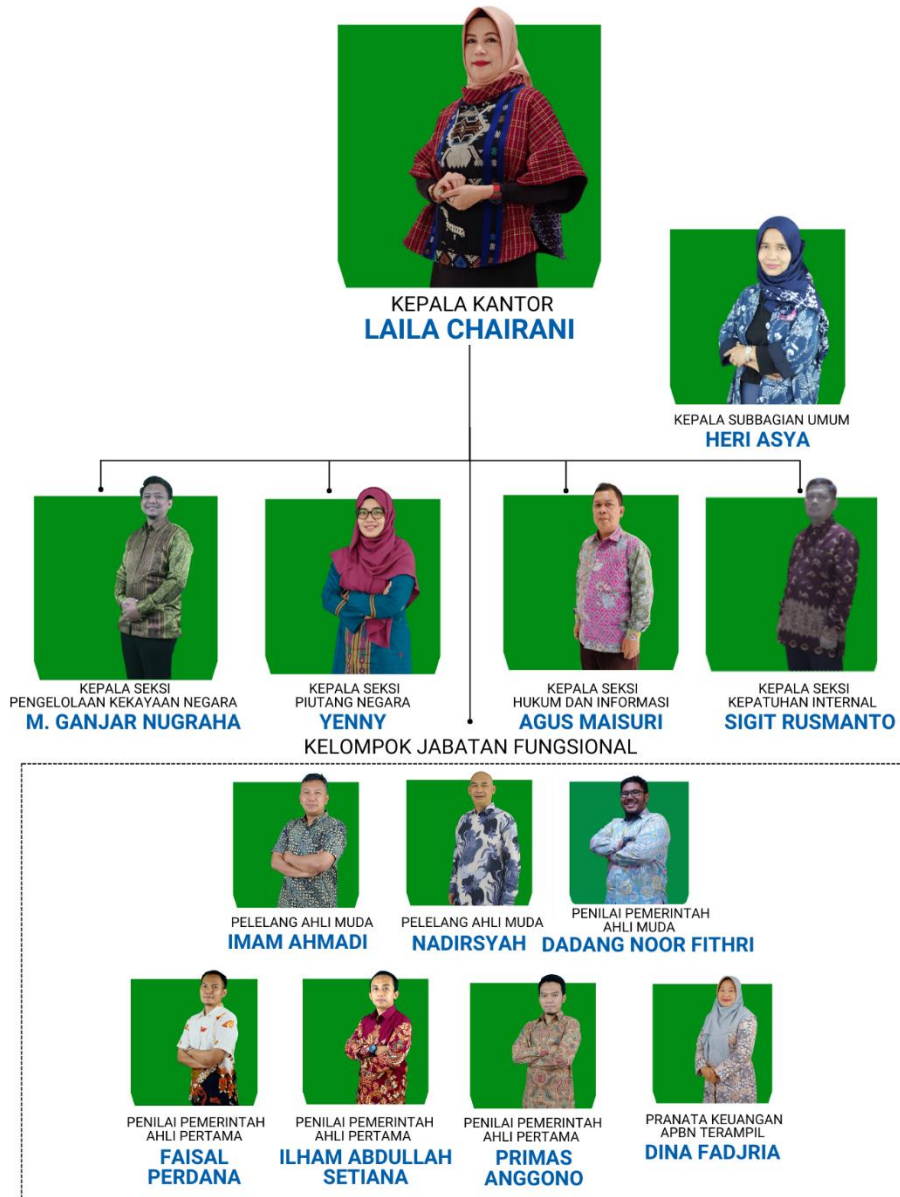 KEPALA KANTOR
LAILA CHAIRANI
KEPALA SUBBAGIAN UMUM
HERI ASYA
KEPALA SEKSI
PENGELOLAAN KEKAYAAN NEGARA
M. GANJAR NUGRAHA
KEPALA SEKSI
PIUTANG NEGARA
YENNY
KEPALA SEKSI
HUKUM DAN INFORMASI
AGUS MAISURI
KEPALA SEKSI
KEPATUHAN INTERNAL
SIGIT RUSMANTO
KELOMPOK JABATAN FUNGSIONAL
PELELANG AHLI MUDA
IMAM AHMADI
PELELANG AHLI MUDA
NADIRSYAH
PENILAI PEMERINTAH
AHLI MUDA
DADANG NOOR FITHRI
PENILAI PEMERINTAH
AHLI PERTAMA
FAISAL
PERDANA
PENILAI PEMERINTAH
AHLI PERTAMA
ILHAM ABDULLAH
SETIANA
PENILAI PEMERINTAH
AHLI PERTAMA
PRIMAS
ANGGONO
PRANATA KEUANGAN
APBN TERAMPIL
DINA FADJRIA